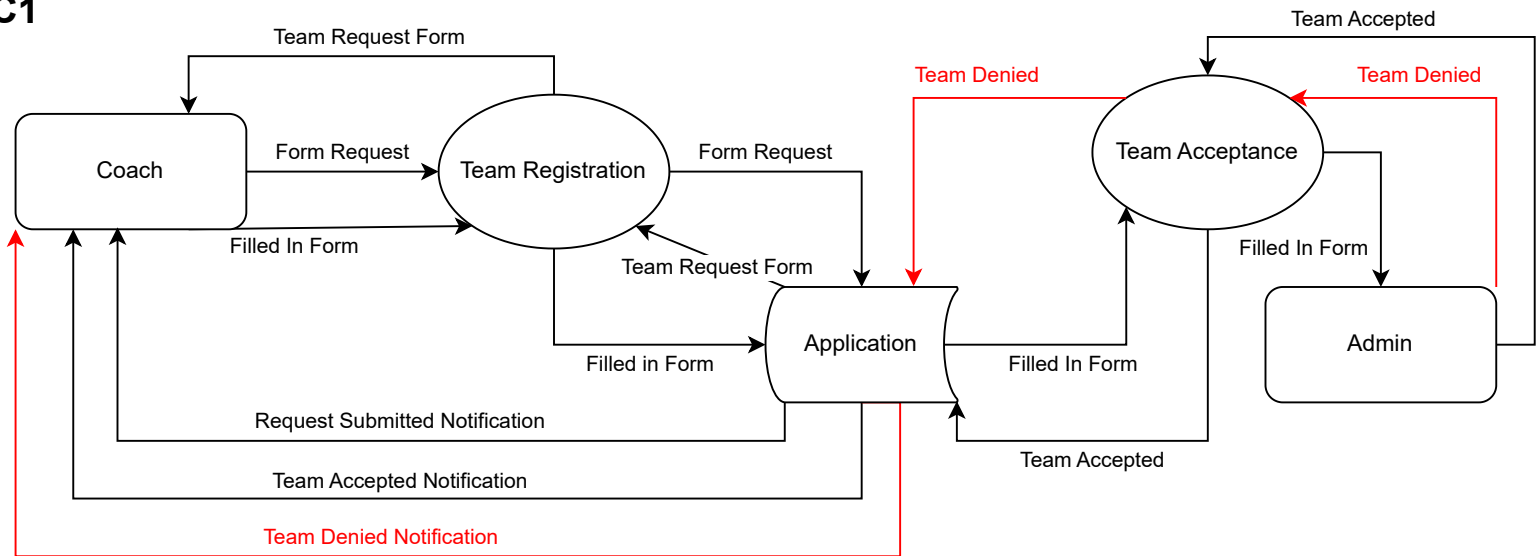 C1
Team Accepted
Team Request Form
Team Denied
Team Denied
Form Request
Form Request
Team Acceptance
Coach
Team Registration
Filled In Form
Filled In Form
Team Request Form
Application
Admin
Filled in Form
Filled In Form
Request Submitted Notification
Team Accepted
Team Accepted Notification
Team Denied Notification